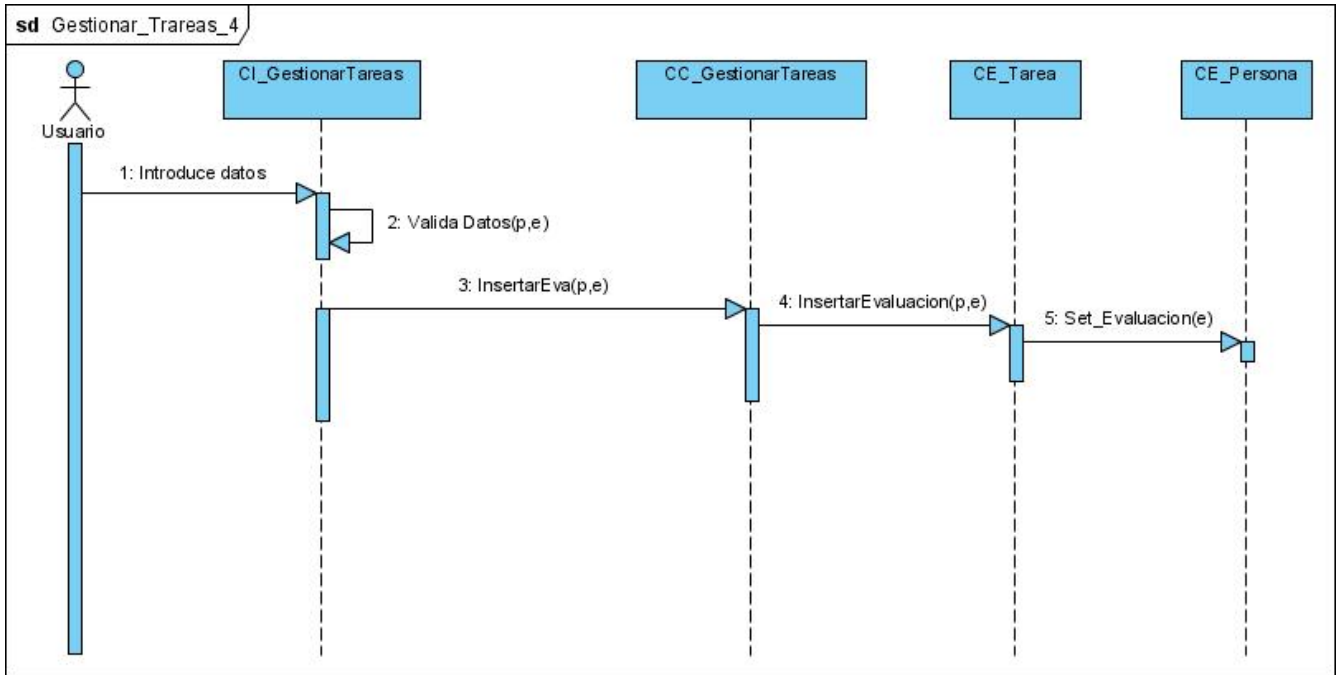 sd Gestionar_Trareas_4
Usuario
CI_GestionarTareas
CC_GestionarTareas
CE_Tarea
CE_Persona
1: Introduce datos
2: Valida Datos(p,e)
3: InsertarEva(p,e)
4: InsertarEvaluacion(p,e)
5: Set_Evaluacion(e)